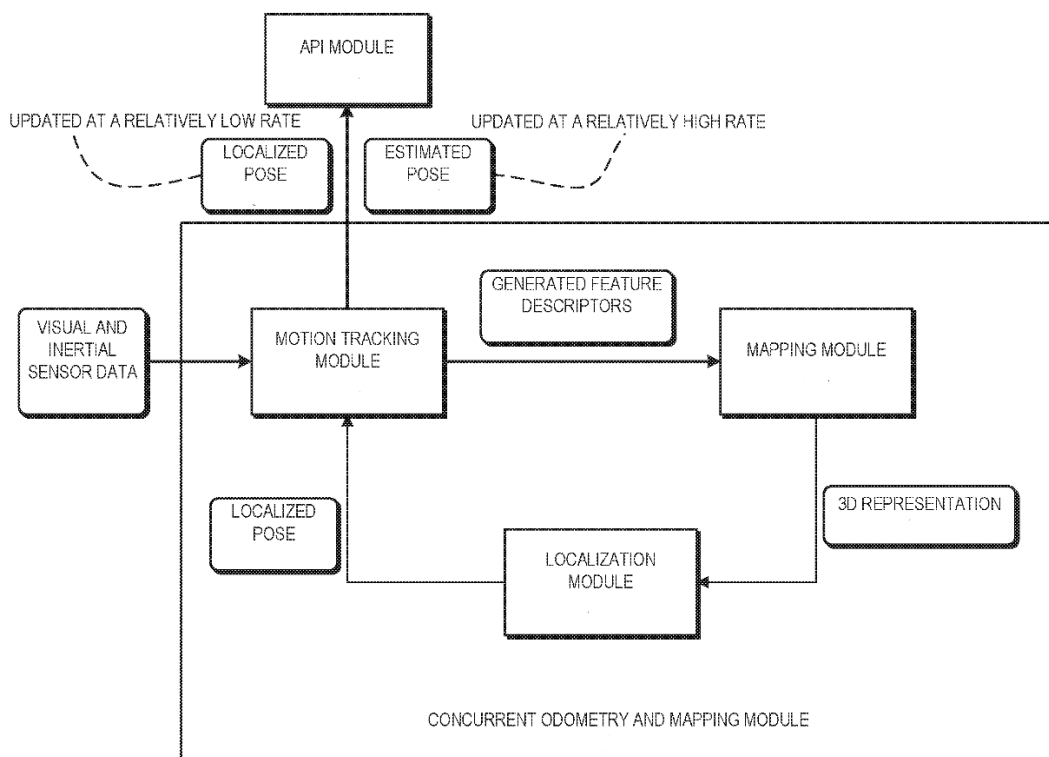 API MODULE
UPDATED AT A RELATIVELY LOW RATE
UPDATED AT A RELATIVELY HIGH RATE
LOCALIZED
POSE
ESTIMATED
POSE
GENERATED FEATURE
DESCRIPTORS
VISUAL AND
INERTIAL
SENSOR DATA
MOTION TRACKING
MODULE
MAPPING MODULE
LOCALIZED
POSE
3D REPRESENTATION
LOCALIZATION
MODULE
CONCURRENT ODOMETRY AND MAPPING MODULE